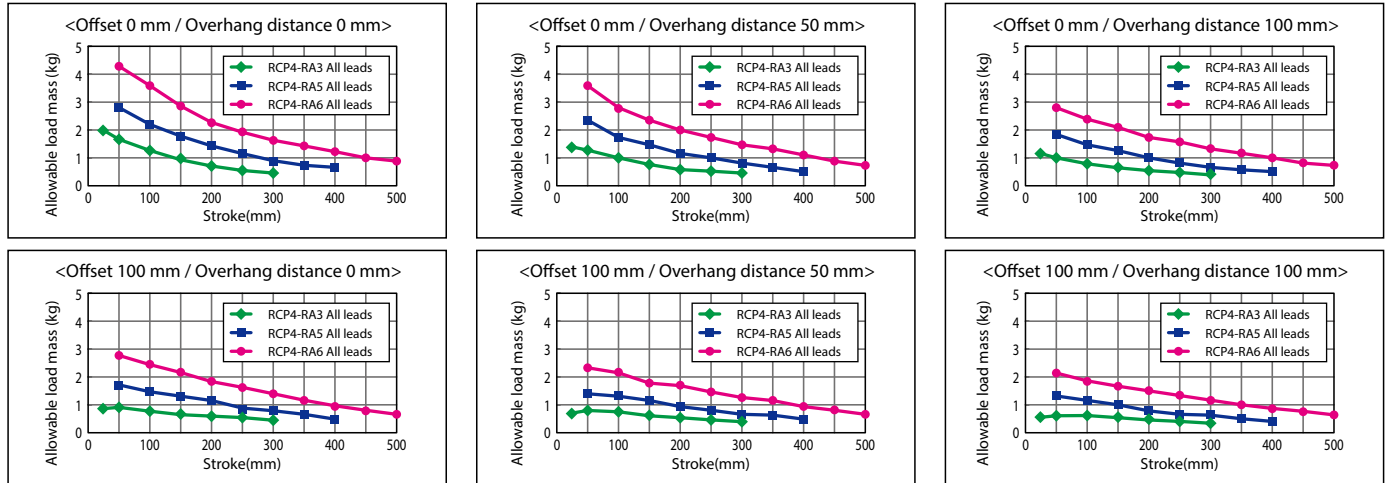 <Offset 0 mm / Overhang distance 0 mm>
Allowable load mass (kg)
5
4
3
2
1
0
RCP4-RA3 All leads
RCP4-RA5 All leads
RCP4-RA6 All leads
0 100 200 300 400 500
Stroke(mm)
<Offset 0 mm / Overhang distance 50 mm>
Allowable load mass (kg)
5
4
3
2
1
0
RCP4-RA3 All leads
RCP4-RA5 All leads
RCP4-RA6 All leads
0 100 200 300 400 500
Stroke(mm)
<Offset 0 mm / Overhang distance 100 mm>
Allowable load mass (kg)
5
4
3
2
1
0
RCP4-RA3 All leads
RCP4-RA5 All leads
RCP4-RA6 All leads
0 100 200 300 400 500
Stroke(mm)
<Offset 100 mm / Overhang distance 0 mm>
Allowable load mass (kg)
5
4
3
2
1
0
RCP4-RA3 All leads
RCP4-RA5 All leads
RCP4-RA6 All leads
0 100 200 300 400 500
Stroke(mm)
<Offset 100 mm / Overhang distance 50 mm>
Allowable load mass (kg)
5
4
3
2
1
0
RCP4-RA3 All leads
RCP4-RA5 All leads
RCP4-RA6 All leads
0 100 200 300 400 500
Stroke(mm)
<Offset 100 mm / Overhang distance 100 mm>
Allowable load mass (kg)
5
4
3
2
1
0
RCP4-RA3 All leads
RCP4-RA5 All leads
RCP4-RA6 All leads
0 100 200 300 400 500
Stroke(mm)